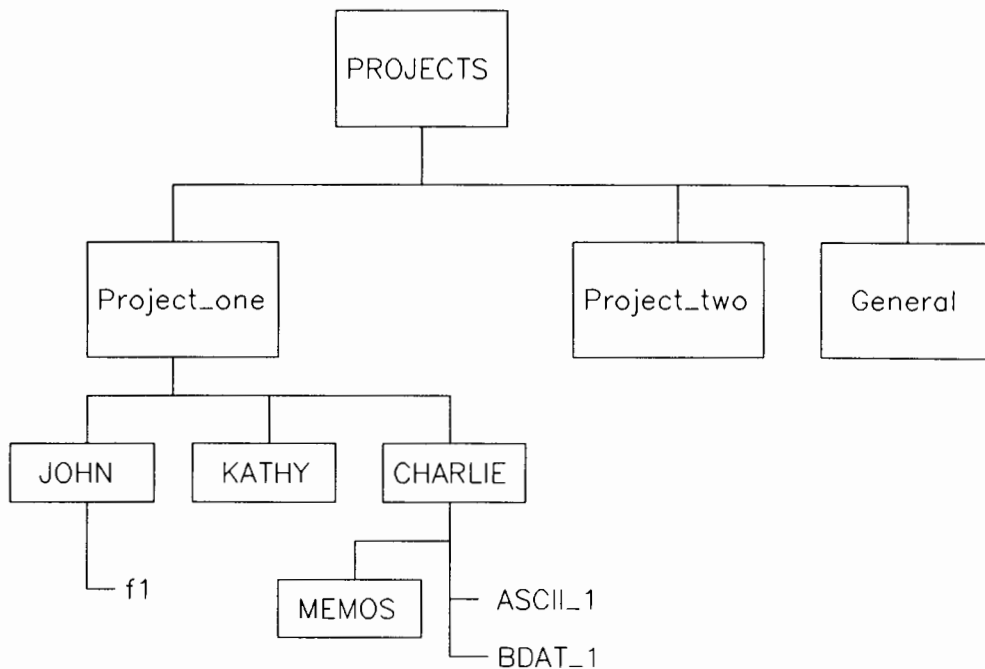 PROJECTS
Project_one
Project_two
General
JOHN
KATHY
CHARLIE
f1
MEMOS
ASCII_1
BDAT_1